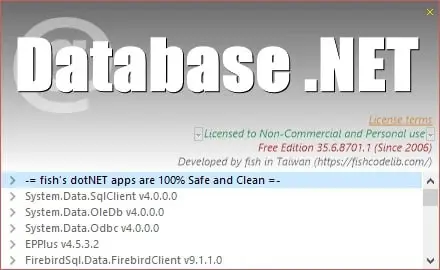 @
Database .NET
License terms
Licensed to Non-Commercial and Personal use
Free Edition 35.6.8701.1 (Since 2006)
Developed by fish in Taiwan (https://fishcodelib.com/)
-= fish's dotNET apps are 100% Safe and Clean =-
System.Data.SqlClient v4.0.0.0
System.Data.OleDb v4.0.0.0
System.Data.Odbc v4.0.0.0
EPPlus v4.5.3.2
FirebirdSql.Data.FirebirdClient v9.1.1.0